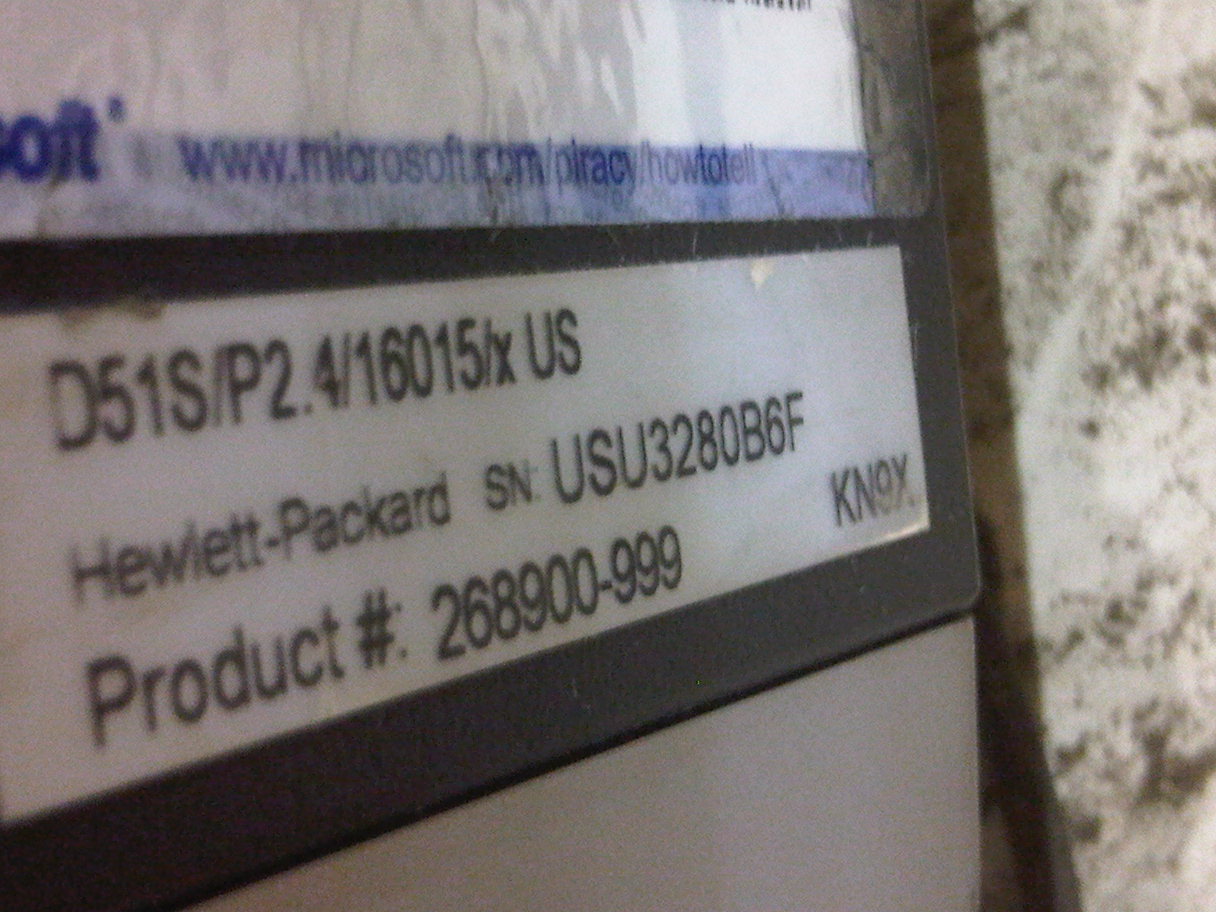 soft®
www.microsoft.com/piracy/howtotell
D51S/P2.4/16015/x US
Hewlett-Packard SN: USU3280B6F
KN9X
Product #: 268900-999